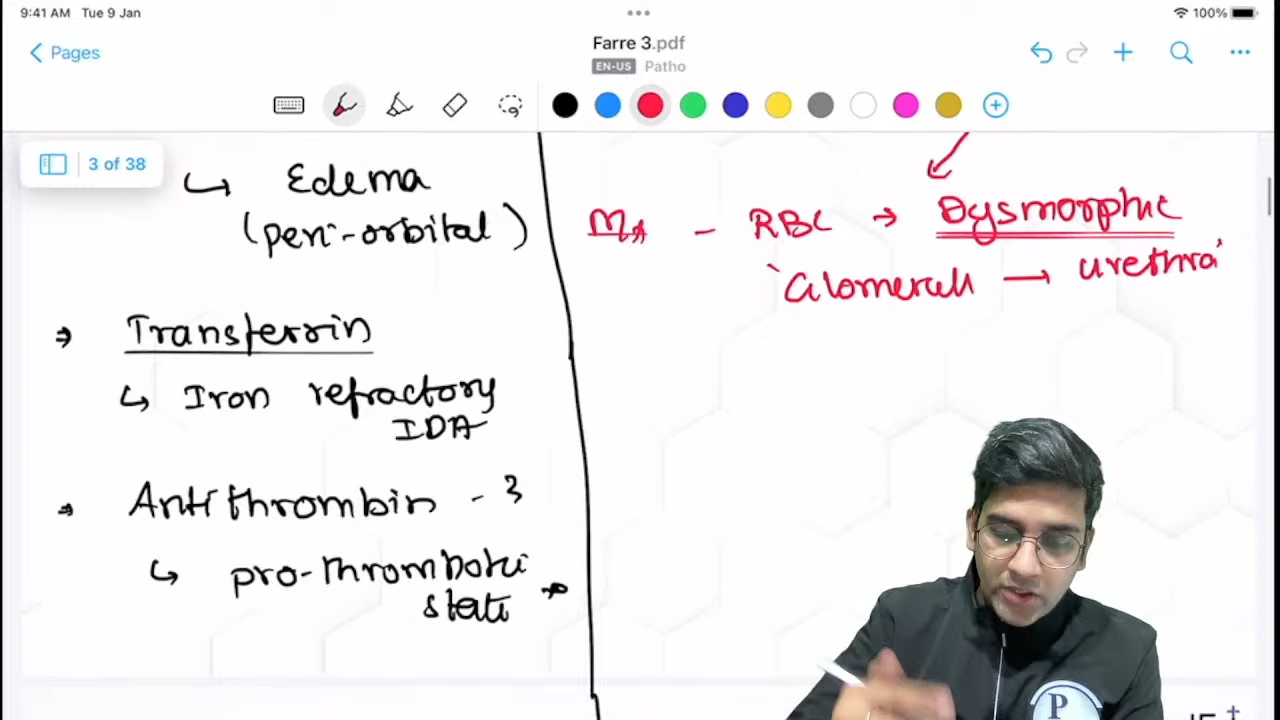 9:41 AM Tue 9 Jan
100%
Pages
Farre 3.pdf
EN-US Patho
3 of 38
Edema
(peri-orbital)
Transferrin
Iron refractory
IDA
Antithrombin - 3
pro-thrombotic
state
RBC → Dysmorphic
→ urethra
P